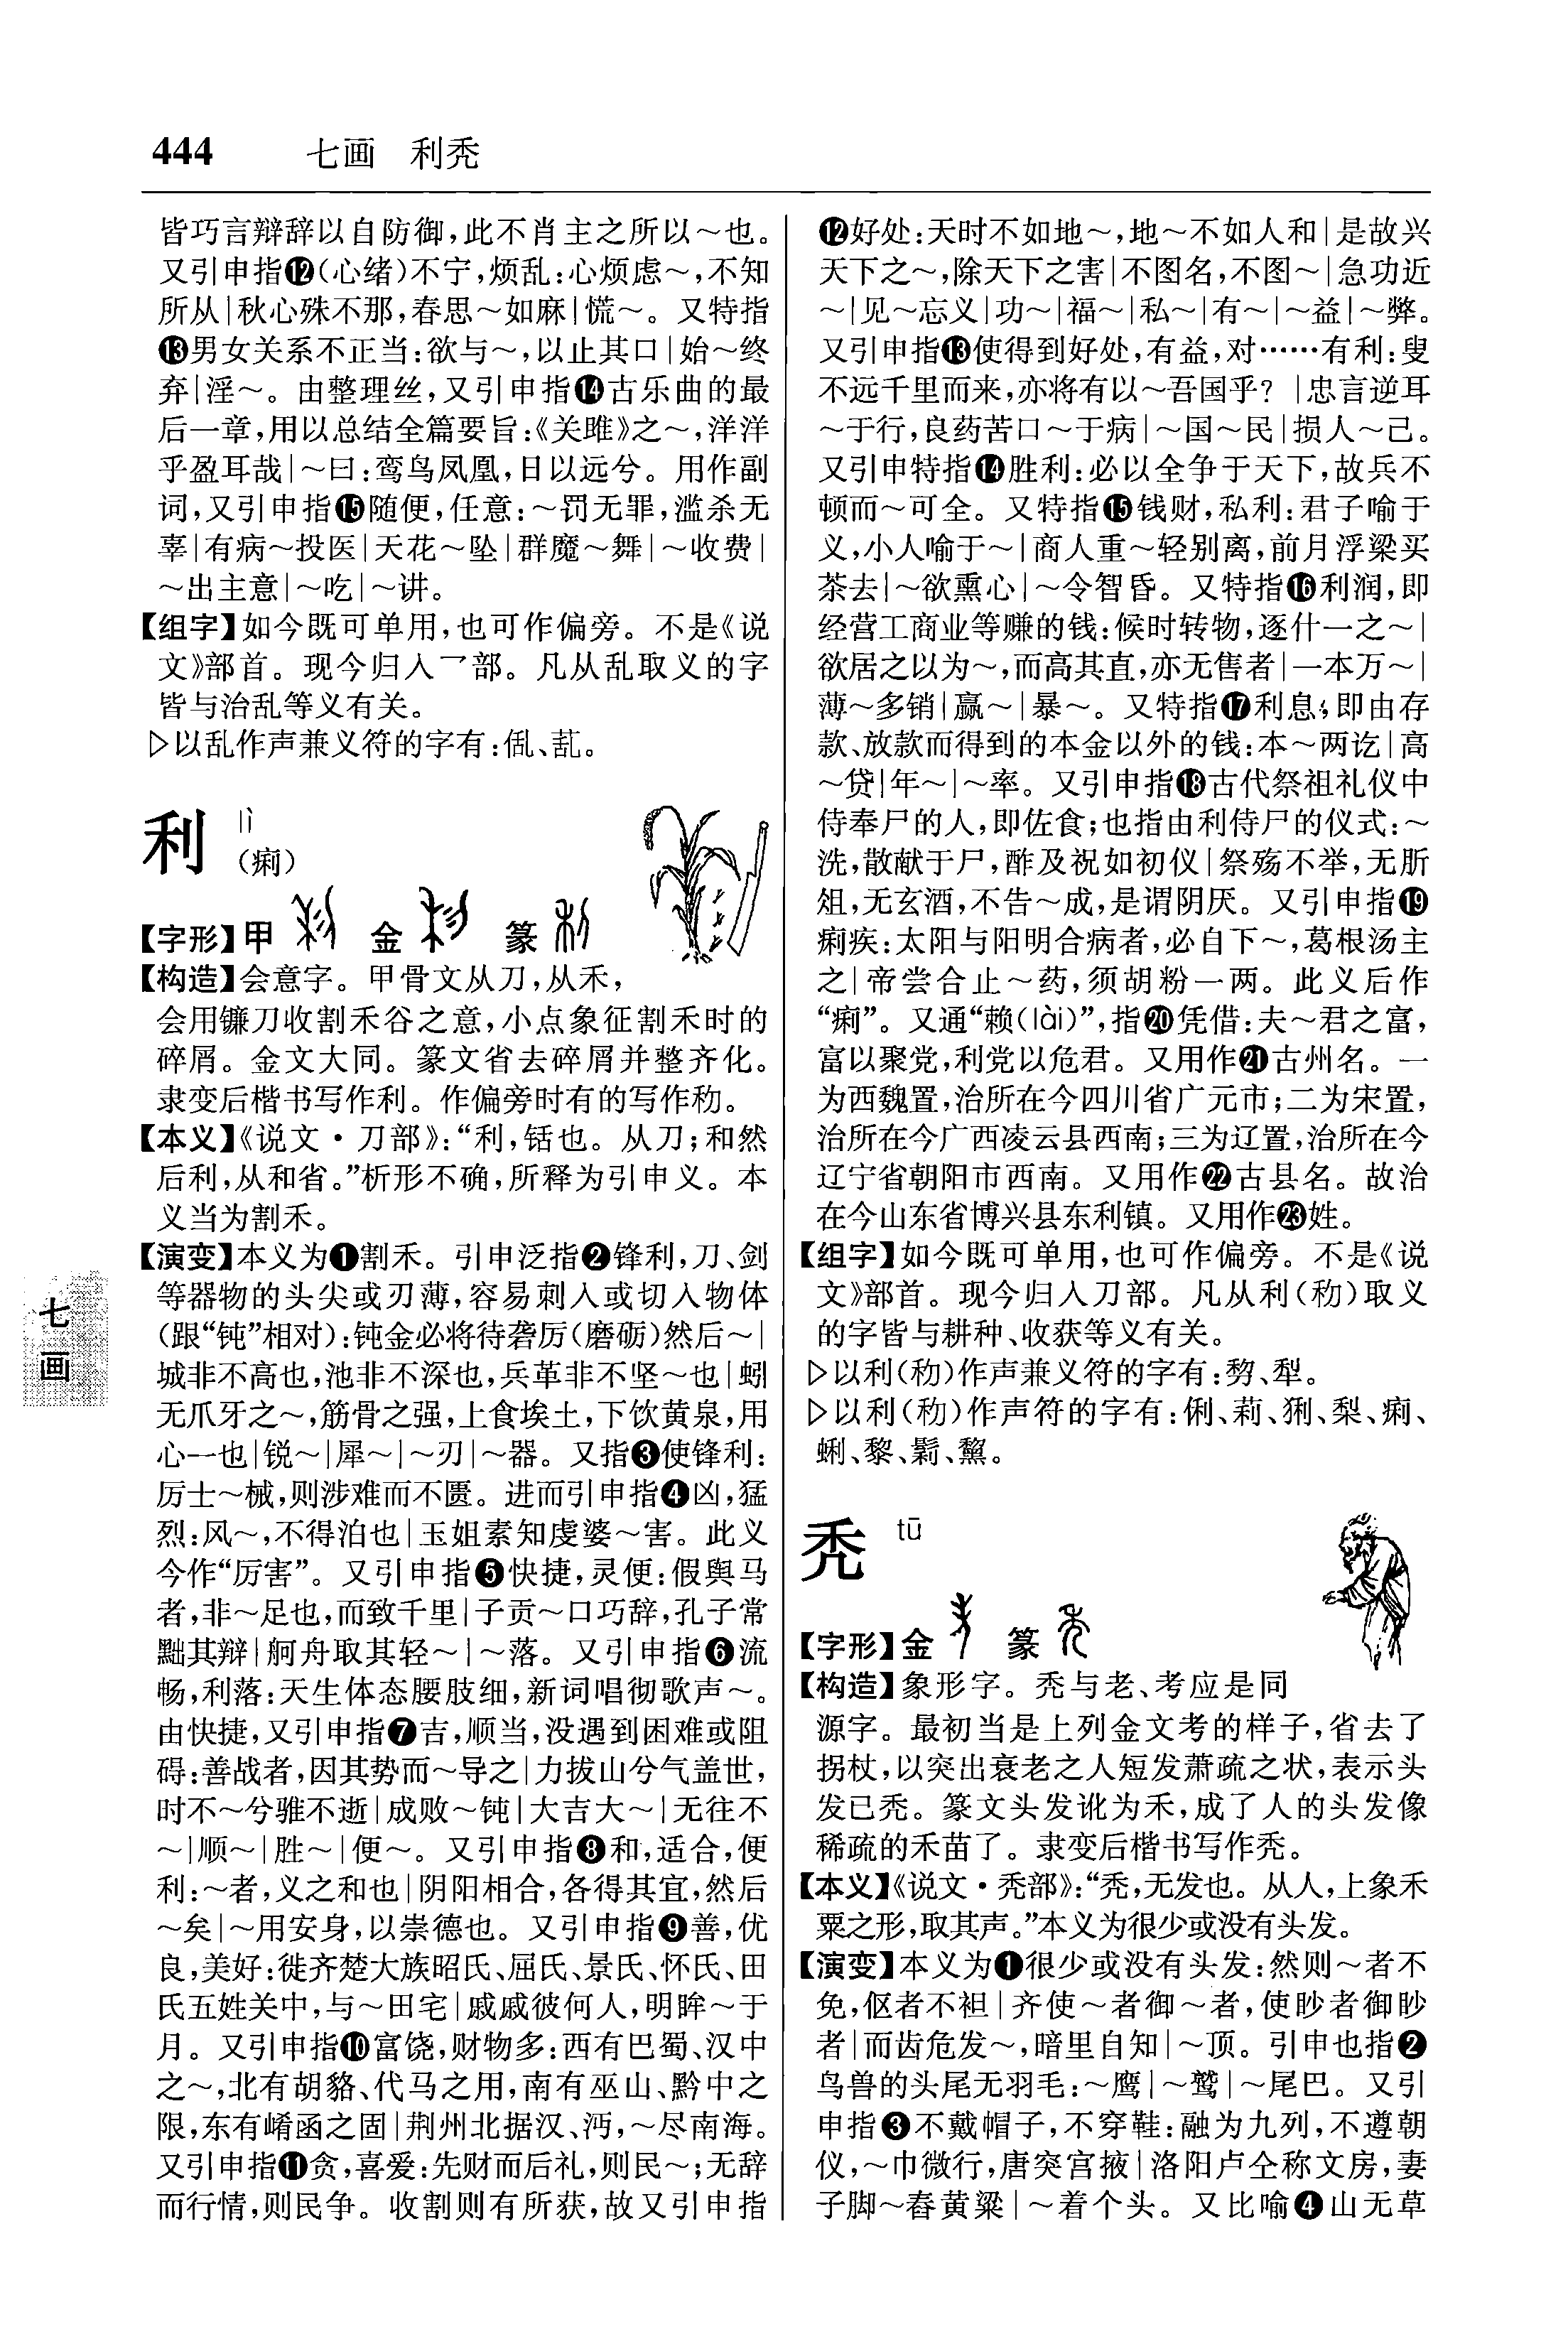 444 七画 利秃
皆巧言辩辞以自防御,此不肖主之所以～也。
又引申指⓬(心绪)不宁,烦乱:心烦虑～,不知
所从|秋心殊不那,春思～如麻|慌～。又特指
⓭男女关系不正当:欲与～,以止其口|始～终
弃|淫～。由整理丝,又引申指⓮古乐曲的最
后一章,用以总结全篇要旨:《关雎》之～,洋洋
乎盈耳哉|～曰:鸾鸟凤凰,日以远兮。用作副
词,又引申指⓯随便,任意:～罚无罪,滥杀无
辜|有病～投医|天花～坠|群魔～舞|～收费|
～出主意|～吃|～讲。
【组字】如今既可单用,也可作偏旁。不是《说
文》部首。现今归入乛部。凡从乱取义的字
皆与治乱等义有关。
▷以乱作声兼义符的字有:
利 lì
(痢)
【字形】甲 金 篆
【构造】会意字。甲骨文从刀,从禾,
会用镰刀收割禾谷之意,小点象征割禾时的
碎屑。金文大同。篆文省去碎屑并整齐化。
隶变后楷书写作利。作偏旁时有的写作𥝢。
【本义】《说文·刀部》:“利,铦也。从刀;和然
后利,从和省。”析形不确,所释为引申义。本
义当为割禾。
【演变】本义为❶割禾。引申泛指❷锋利,刀、剑
等器物的头尖或刃薄,容易刺入或切入物体
(跟“钝”相对):钝金必将待砻厉(磨砺)然后～|
城非不高也,池非不深也,兵革非不坚～也|蚓
无爪牙之～,筋骨之强,上食埃土,下饮黄泉,用
心一也|锐～|犀～|～刃|～器。又指❸使锋利:
厉士～械,则涉难而不匮。进而引申指❹凶,猛
烈:风～,不得泊也|玉姐素知虔婆～害。此义
今作“厉害”。又引申指❺快捷,灵便:假舆马
者,非～足也,而致千里|子贡～口巧辞,孔子常
黜其辩|舸舟取其轻～|～落。又引申指❻流
畅,利落:天生体态腰肢细,新词唱彻歌声～。
由快捷,又引申指❼吉,顺当,没遇到困难或阻
碍:善战者,因其势而～导之|力拔山兮气盖世,
时不～兮骓不逝|成败～钝|大吉大～|无往不
～|顺～|胜～|便～。又引申指❽和,适合,便
利:～者,义之和也|阴阳相合,各得其宜,然后
～矣|～用安身,以崇德也。又引申指❾善,优
良,美好:徙齐楚大族昭氏、屈氏、景氏、怀氏、田
氏五姓关中,与～田宅|戚戚彼何人,明眸～于
月。又引申指❿富饶,财物多:西有巴蜀、汉中
之～,北有胡貉、代马之用,南有巫山、黔中之
限,东有崤函之固|荆州北据汉、沔,～尽南海。
又引申指⓫贪,喜爱:先财而后礼,则民～;无辞
而行情,则民争。收割则有所获,故又引申指
⓬好处:天时不如地～,地～不如人和|是故兴
天下之～,除天下之害|不图名,不图～|急功近
～|见～忘义|功～|福～|私～|有～|～益|～弊。
又引申指⓭使得到好处,有益,对……有利:叟
不远千里而来,亦将有以～吾国乎?|忠言逆耳
～于行,良药苦口～于病|～国～民|损人～己。
又引申特指⓮胜利:必以全争于天下,故兵不
顿而～可全。又特指⓯钱财,私利:君子喻于
义,小人喻于～|商人重～轻别离,前月浮梁买
茶去|～欲熏心|～令智昏。又特指⓰利润,即
经营工商业等赚的钱:候时转物,逐什一之～|
欲居之以为～,而高其直,亦无售者|一本万～|
薄～多销|赢～|暴～。又特指⓱利息,即由存
款、放款而得到的本金以外的钱:本～两讫|高
～贷|年～|～率。又引申指⓲古代祭祖礼仪中
侍奉尸的人,即佐食;也指由利侍尸的仪式:～
洗,散献于尸,酢及祝如初仪|祭殇不举,无肵
俎,无玄酒,不告～成,是谓阴厌。又引申指⓳
痢疾:太阳与阳明合病者,必自下～,葛根汤主
之|帝尝合止～药,须胡粉一两。此义后作
“痢”。又通“赖(lài)”,指⓴凭借:夫～君之富,
富以聚党,利党以危君。又用作㉑古州名。一
为西魏置,治所在今四川省广元市;二为宋置,
治所在今广西凌云县西南;三为辽置,治所在今
辽宁省朝阳市西南。又用作㉒古县名。故治
在今山东省博兴县东利镇。又用作㉓姓。
【组字】如今既可单用,也可作偏旁。不是《说
文》部首。现今归入刀部。凡从利(𥝢)取义
的字皆与耕种、收获等义有关。
▷以利(𥝢)作声兼义符的字有:犁。
▷以利(𥝢)作声符的字有:俐、莉、猁、梨、痢、
蜊、黎、
秃 tū
【字形】金 篆
【构造】象形字。秃与老、考应是同
源字。最初当是上列金文考的样子,省去了
拐杖,以突出衰老之人短发萧疏之状,表示头
发已秃。篆文头发讹为禾,成了人的头发像
稀疏的禾苗了。隶变后楷书写作秃。
【本义】《说文·秃部》:“秃,无发也。从人,上象禾
粟之形,取其声。”本义为很少或没有头发。
【演变】本义为❶很少或没有头发:然则～者不
免,伛者不袒|齐使～者御～者,使眇者御眇
者|而齿危发～,暗里自知|～顶。引申也指❷
鸟兽的头尾无羽毛:～鹰|～鹫|～尾巴。又引
申指❸不戴帽子,不穿鞋:融为九列,不遵朝
仪,～巾微行,唐突宫掖|洛阳卢仝称文房,妻
子脚～舂黄粱|～着个头。又比喻❹山无草
七
画